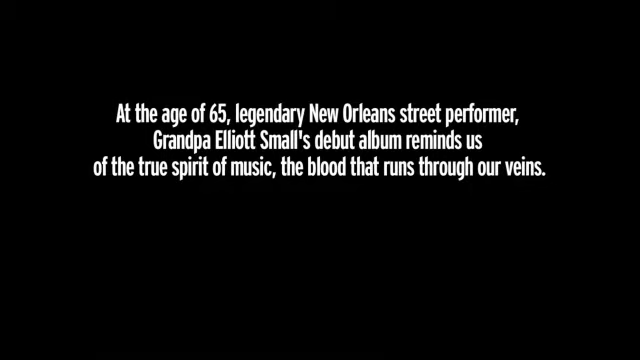 At the age of 65, legendary New Orleans street performer,
Grandpa Elliott Small's debut album reminds us
of the true spirit of music, the blood that runs through our veins.